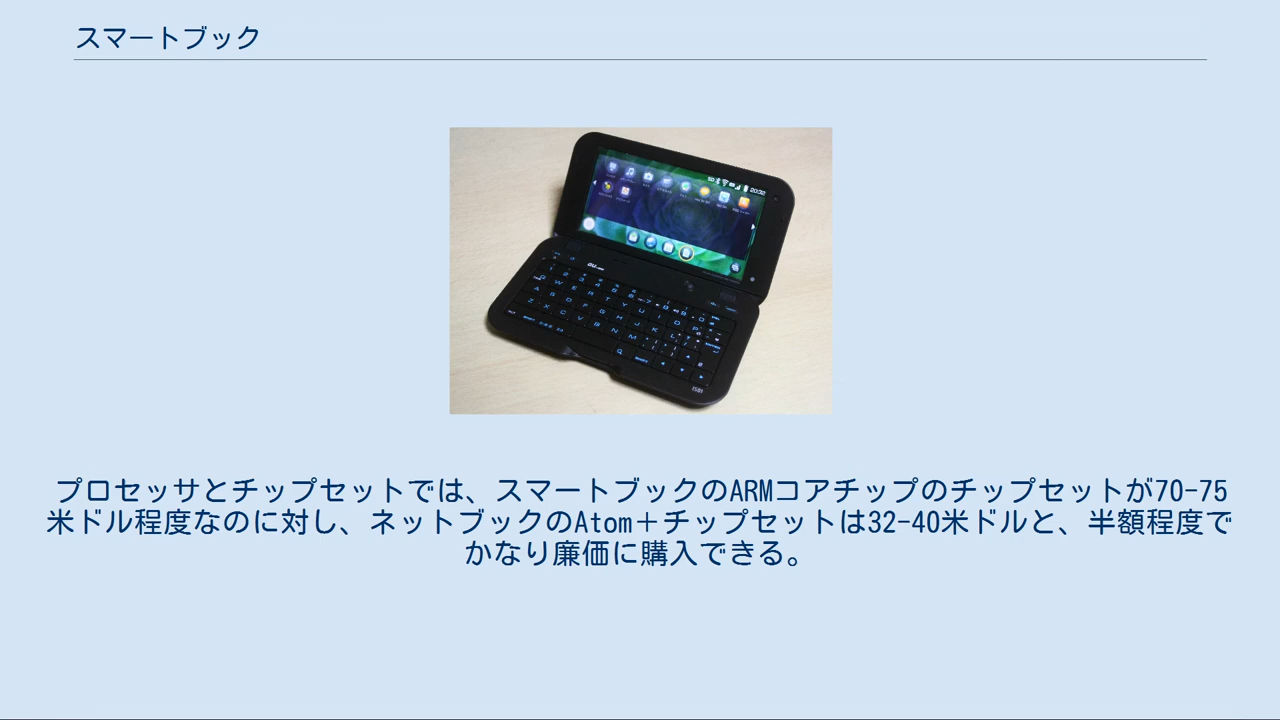 スマートブック
20:32
au
IS01
プロセッサとチップセットでは、スマートブックのARMコアチップのチップセットが70-75
米ドル程度なのに対し、ネットブックのAtom＋チップセットは32-40米ドルと、半額程度で
かなり廉価に購入できる。